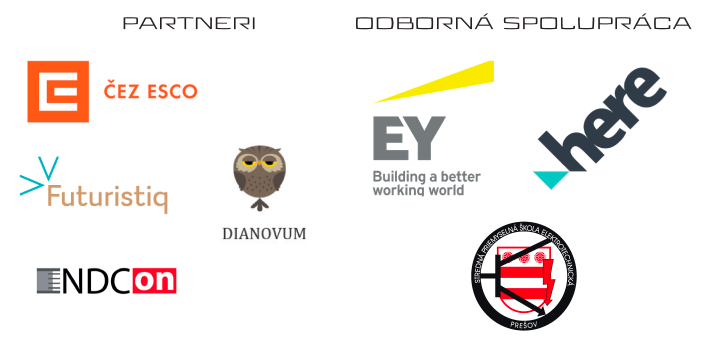 PARTNERI
ODBORNÁ SPOLUPRÁCA
ČEZ ESCO
Futuristiq
DIANOVUM
NDCon
EY
Building a better
working world
here
STREDNÁ PRIEMYSELNÁ ŠKOLA ELEKTROTECHNICKÁ
PREŠOV